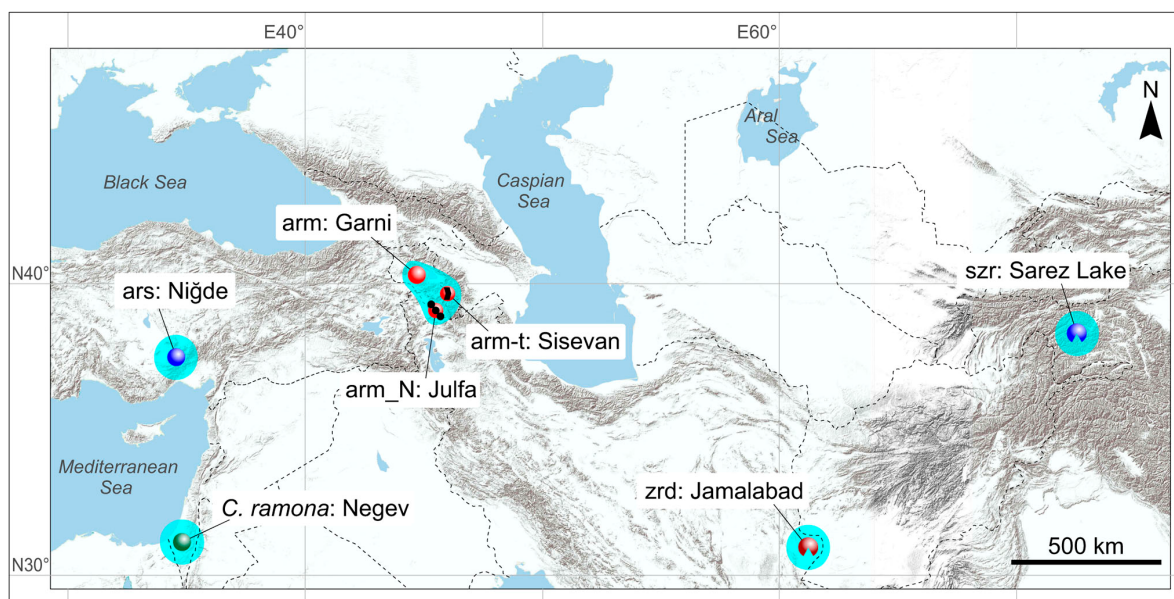 E40°
E60°
N
Aral
Sea
Black Sea
Caspian
Sea
arm: Garni
N40°
szr: Sarez Lake
ars: Niğde
arm-t: Sisevan
arm_N: Julfa
Mediterranean
Sea
zrd: Jamalabad
C. ramona: Negev
500 km
N30°